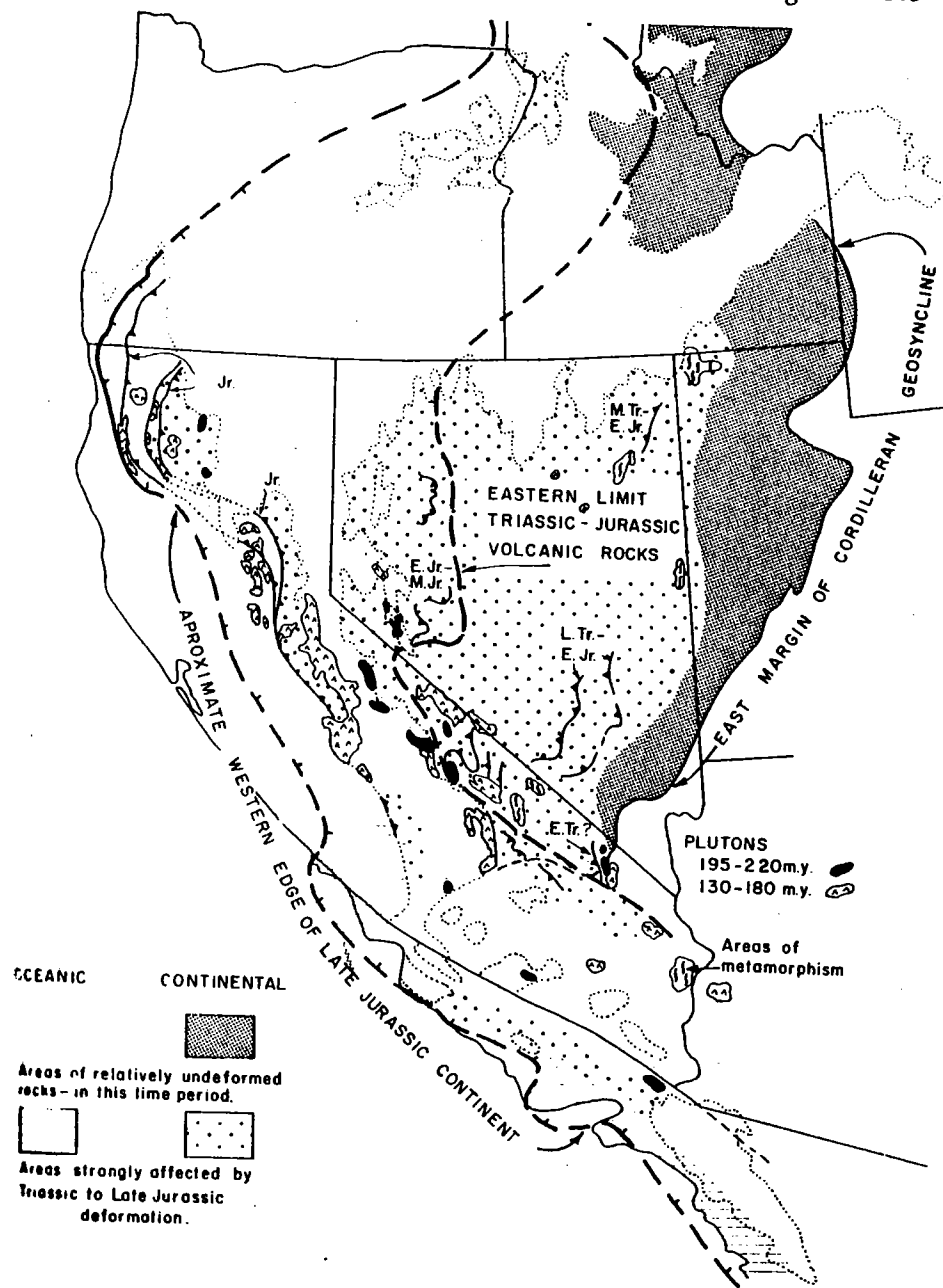 Jr.
GEOSYNCLINE
M. Tr.-
E. Jr.
Jr.
EASTERN LIMIT
TRIASSIC - JURASSIC
VOLCANIC ROCKS
E. Jr.-
M. Jr.
EAST MARGIN OF CORDILLERAN
L. Tr.-
E. Jr.
APROXIMATE WESTERN EDGE OF LATE JURASSIC CONTINENT
E. Tr. ?
PLUTONS
195-220m.y.
130-180 m.y.
Areas of
metamorphism
OCEANIC CONTINENTAL
Areas of relatively undeformed
rocks - in this time period.
Areas strongly affected by
Triassic to Late Jurassic
deformation.